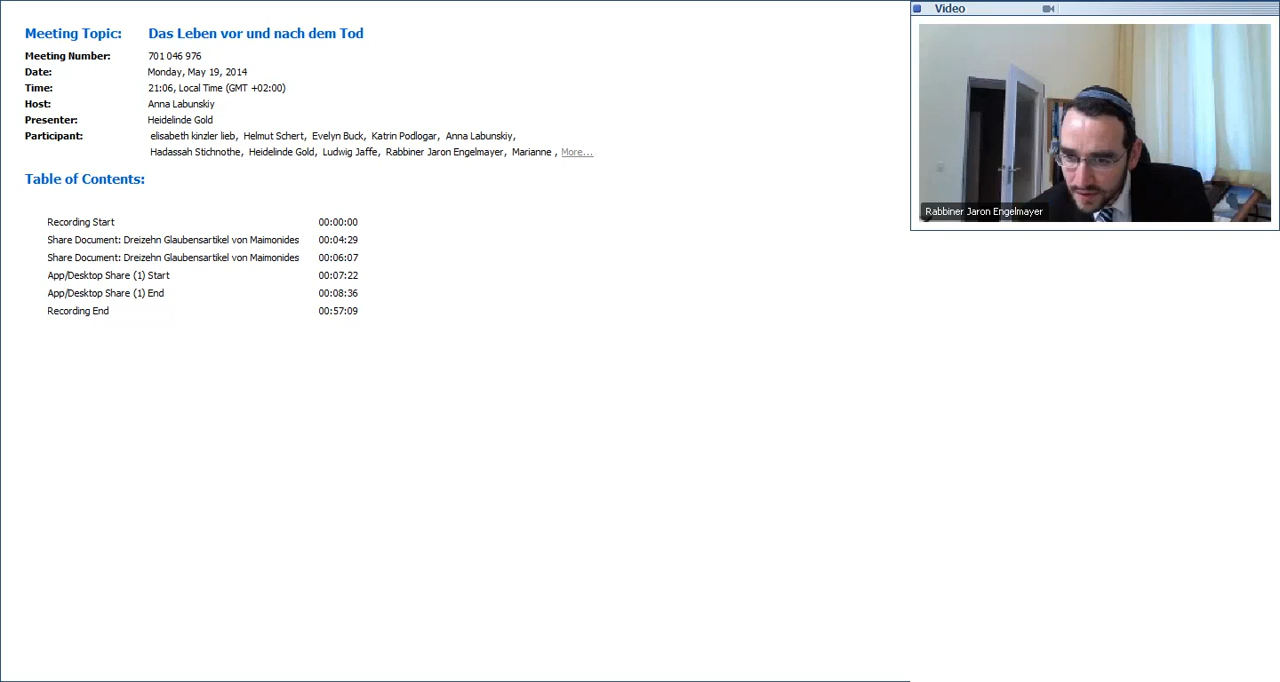 Meeting Topic: Das Leben vor und nach dem Tod
Meeting Number: 701 046 976
Date: Monday, May 19, 2014
Time: 21:06, Local Time (GMT +02:00)
Host: Anna Labunskiy
Presenter: Heidelinde Gold
Participant: elisabeth kinzler lieb, Helmut Schert, Evelyn Buck, Katrin Podlogar, Anna Labunskiy,
Hadassah Stichnothe, Heidelinde Gold, Ludwig Jaffe, Rabbiner Jaron Engelmayer, Marianne , More...
Table of Contents:
Recording Start 00:00:00
Share Document: Dreizehn Glaubensartikel von Maimonides 00:04:29
Share Document: Dreizehn Glaubensartikel von Maimonides 00:06:07
App/Desktop Share (1) Start 00:07:22
App/Desktop Share (1) End 00:08:36
Recording End 00:57:09
Video
Rabbiner Jaron Engelmayer